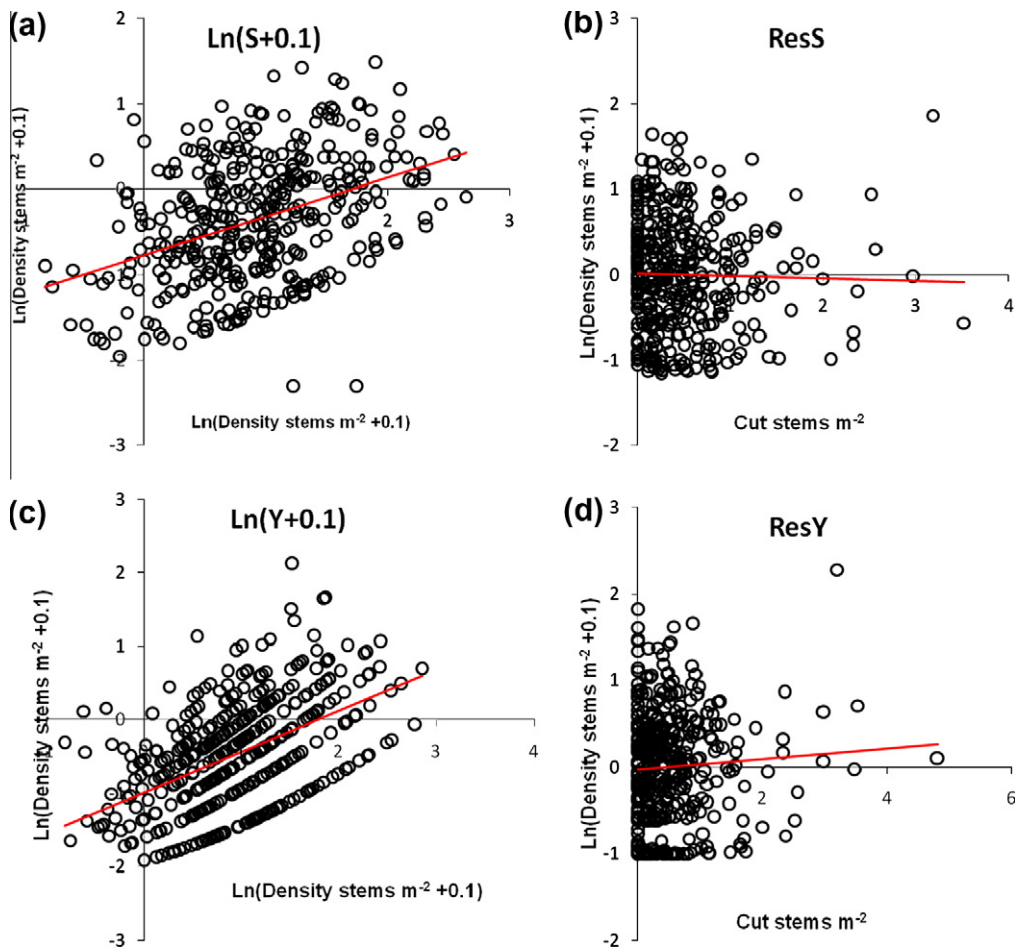 (a)
Ln(S+0.1)
Ln(Density stems m⁻² +0.1)
2
1
0
-1
-2
-3
2
3
Ln(Density stems m⁻² +0.1)
(b)
ResS
Ln(Density stems m⁻² +0.1)
3
2
1
0
-1
-2
1
2
3
4
Cut stems m⁻²
(c)
Ln(Y+0.1)
Ln(Density stems m⁻² +0.1)
3
2
1
0
-2
-3
2
3
4
Ln(Density stems m⁻² +0.1)
(d)
ResY
Ln(Density stems m⁻² +0.1)
3
2
1
0
-1
-2
2
4
6
Cut stems m⁻²